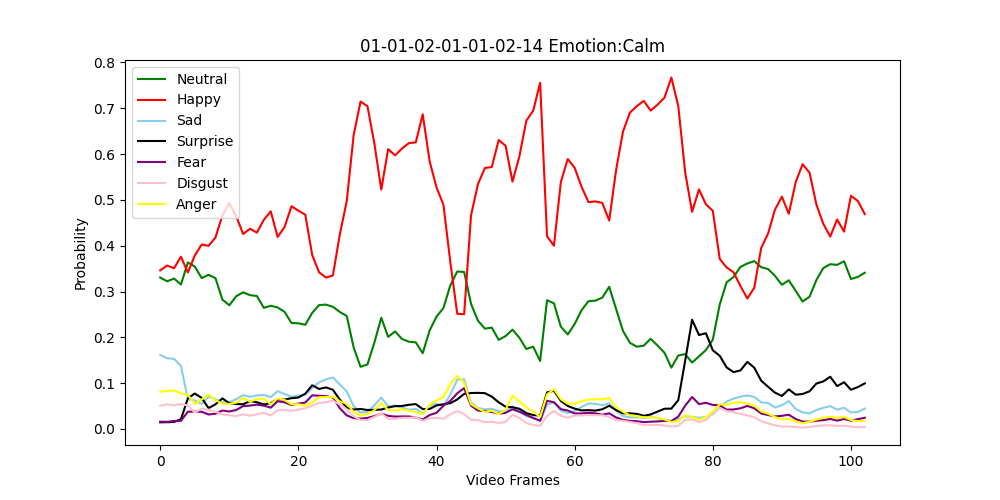 01-01-02-01-01-02-14 Emotion:Calm
0.8
0.7
0.6
0.5
0.4
0.3
0.2
0.1
0.0
Probability
Neutral
Happy
Sad
Surprise
Fear
Disgust
Anger
0 20 40 60 80 100
Video Frames